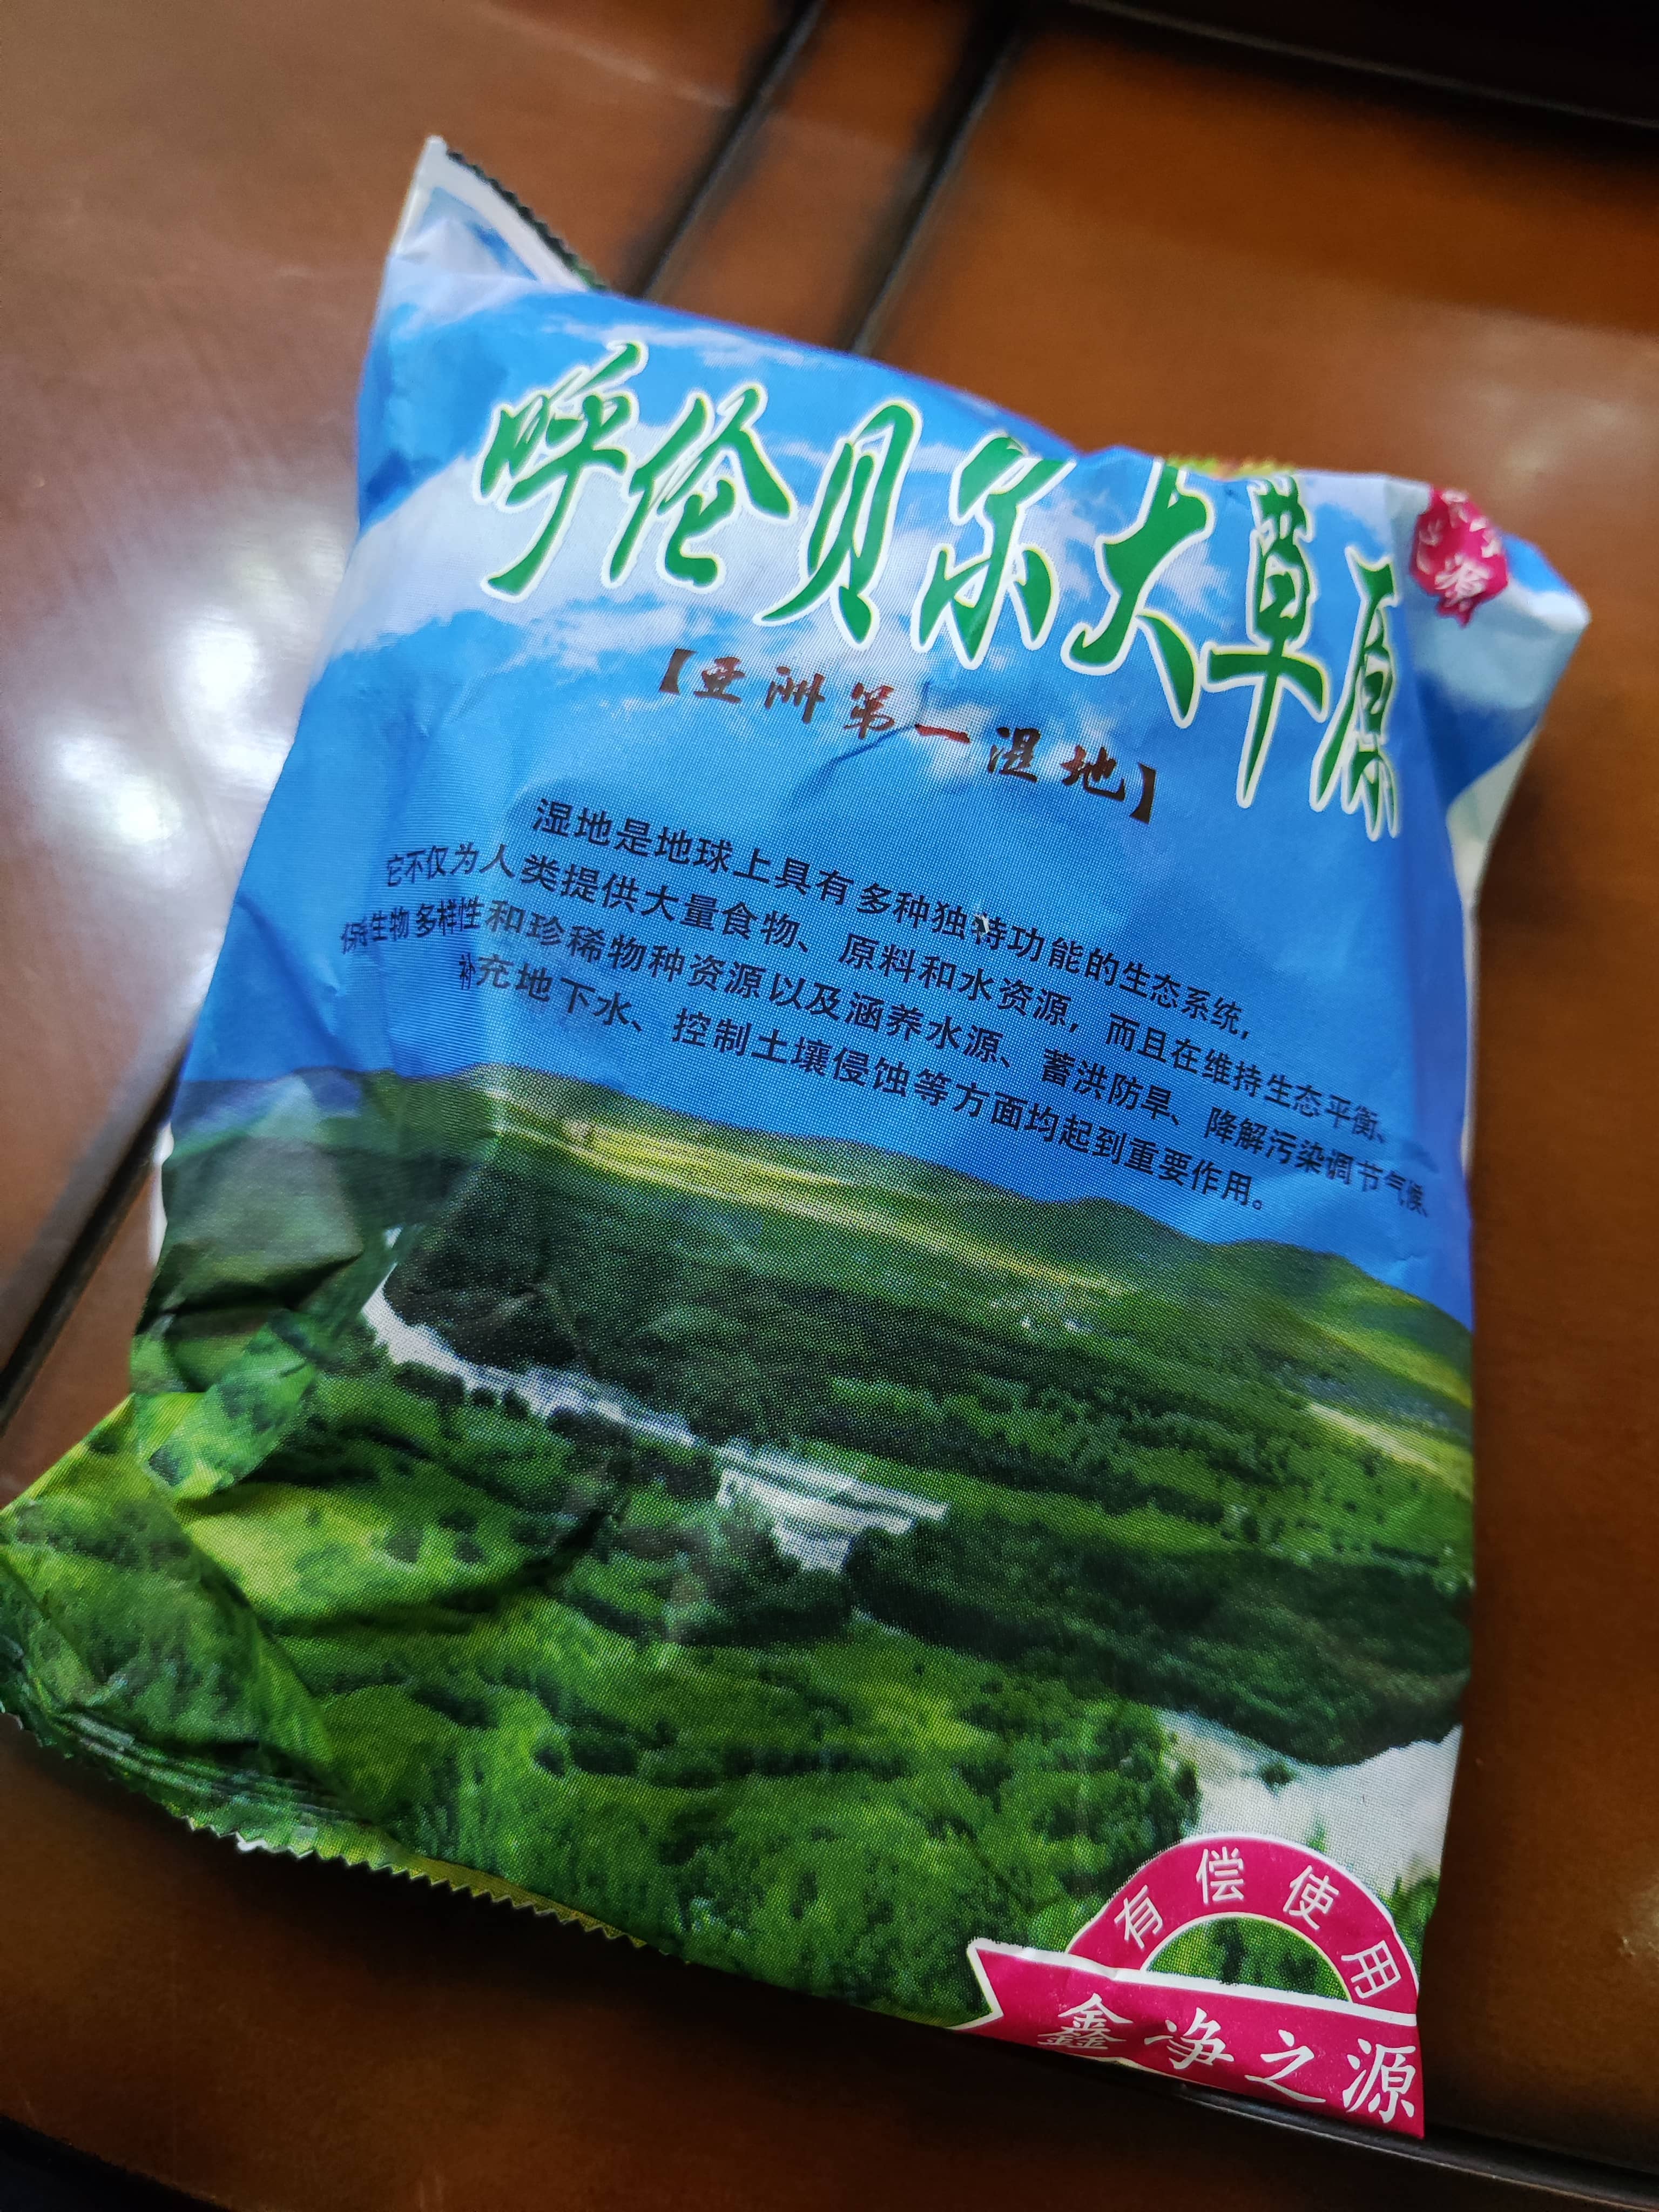 呼伦贝尔大草原
【亚洲第一湿地】
湿地是地球上具有多种独特功能的生态系统,
它不仅为人类提供大量食物、原料和水资源,而且在维持生态平衡、
保持生物多样性和珍稀物种资源以及涵养水源、蓄洪防旱、降解污染调节气候、
补充地下水、控制土壤侵蚀等方面均起到重要作用。
有偿使用
鑫净之源